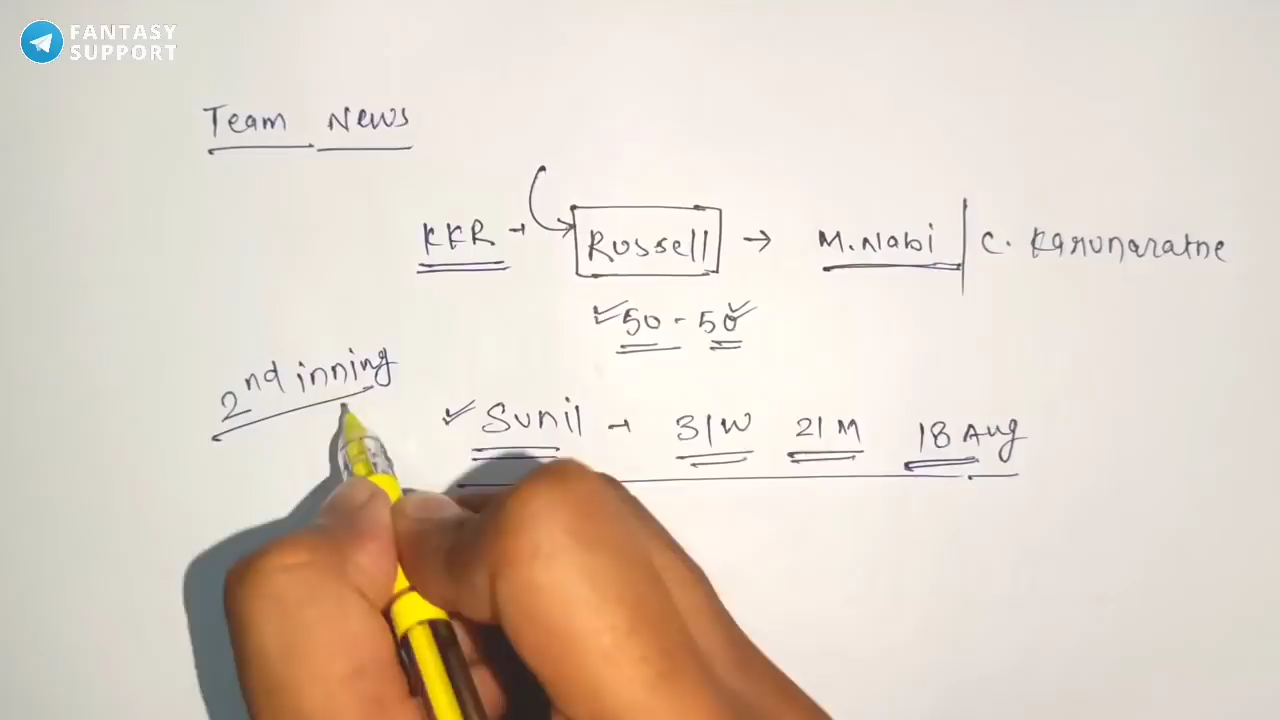 FANTASY
SUPPORT
Team News
KKR → Russell → M.Nabi | C. Karunaratne
50 - 50
2nd inning
Sunil → 31W 21M 18 Aug